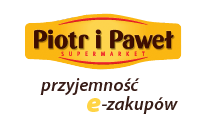 Piotr i Paweł
SUPERMARKET
przyjemność
e-zakupów